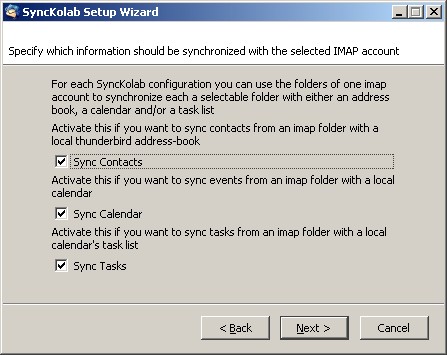 SyncKolab Setup Wizard
Specify which information should be synchronized with the selected IMAP account
For each SyncKolab configuration you can use the folders of one imap
account to synchronize each a selectable folder with either an address
book, a calendar and/or a task list
Activate this if you want to sync contacts from an imap folder with a
local thunderbird address-book
Sync Contacts
Activate this if you want to sync events from an imap folder with a local
calendar
Sync Calendar
Activate this if you want to sync tasks from an imap folder with a local
calendar's task list
Sync Tasks
< Back Next > Cancel